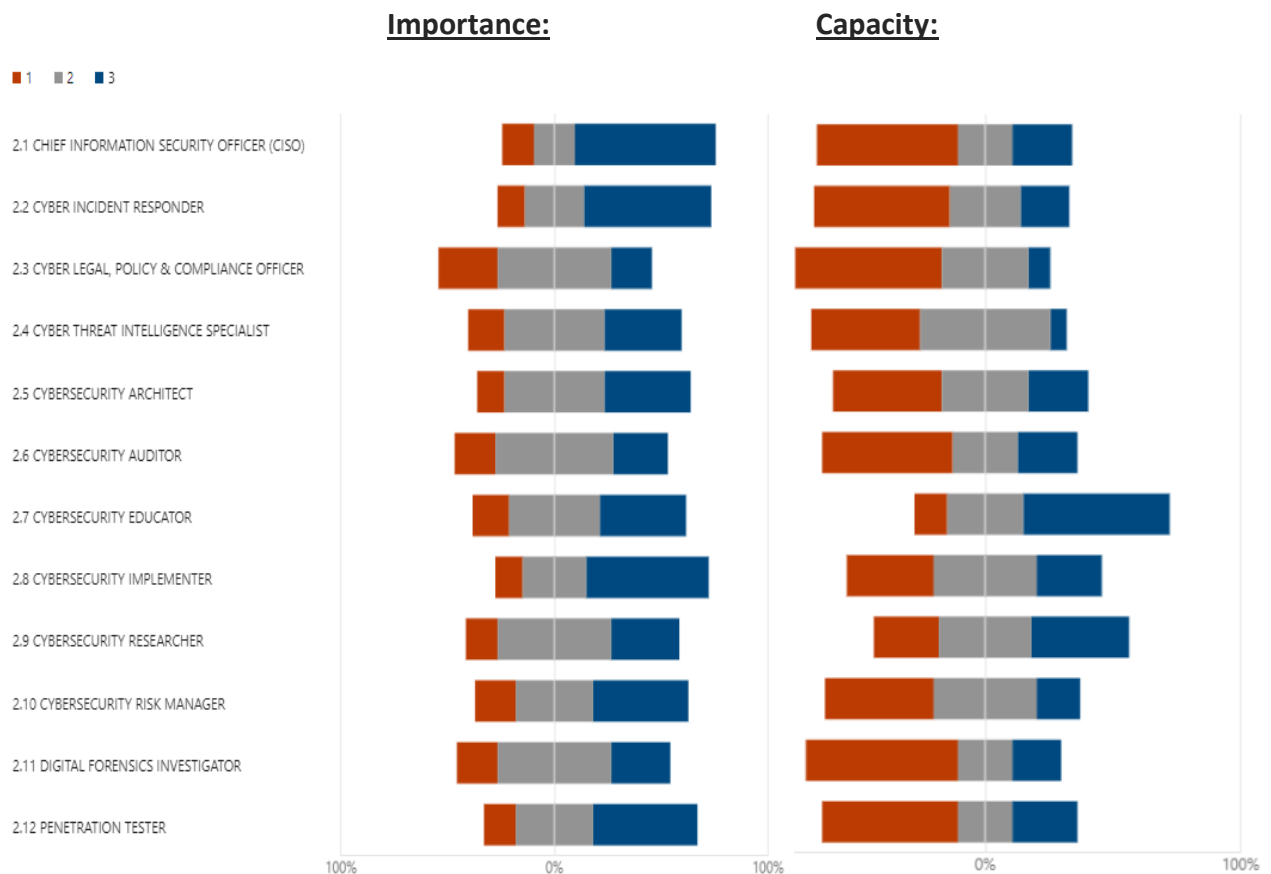 Importance: Capacity:
1 2 3
2.1 CHIEF INFORMATION SECURITY OFFICER (CISO)
2.2 CYBER INCIDENT RESPONDER
2.3 CYBER LEGAL, POLICY & COMPLIANCE OFFICER
2.4 CYBER THREAT INTELLIGENCE SPECIALIST
2.5 CYBERSECURITY ARCHITECT
2.6 CYBERSECURITY AUDITOR
2.7 CYBERSECURITY EDUCATOR
2.8 CYBERSECURITY IMPLEMENTER
2.9 CYBERSECURITY RESEARCHER
2.10 CYBERSECURITY RISK MANAGER
2.11 DIGITAL FORENSICS INVESTIGATOR
2.12 PENETRATION TESTER
100% 0% 100% 0% 100%